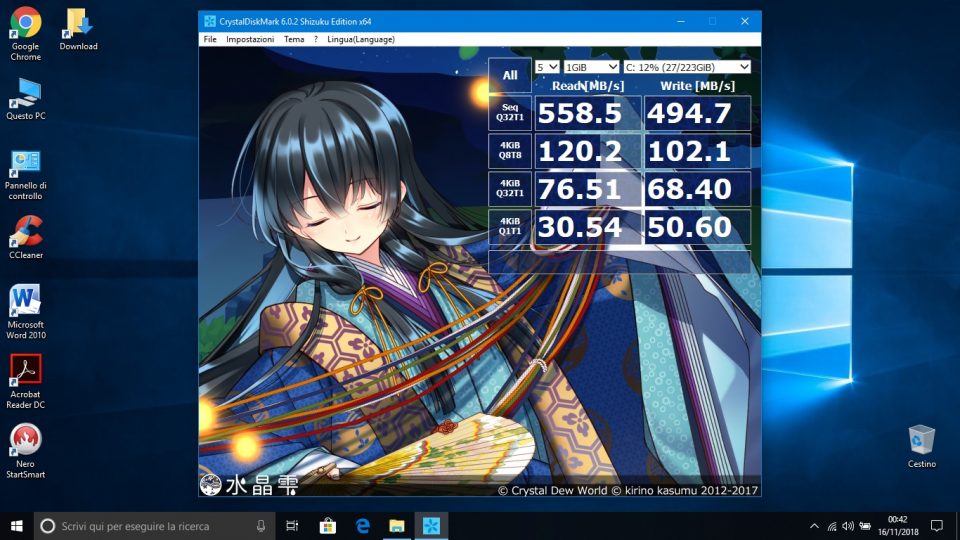 Google
Chrome
Download
Questo PC
Pannello di
controllo
CCleaner
Microsoft
Word 2010
Acrobat
Reader DC
Nero
StartSmart
CrystalDiskMark 6.0.2 Shizuku Edition x64
File Impostazioni Tema ? Lingua(Language)
All
5 1GiB C: 12% (27/223GiB)
Read [MB/s] Write [MB/s]
Seq
Q32T1
558.5 494.7
4KiB
Q8T8
120.2 102.1
4KiB
Q32T1
76.51 68.40
4KiB
Q1T1
30.54 50.60
水晶雫
© Crystal Dew World © kirino kasumu 2012-2017
Cestino
Scrivi qui per eseguire la ricerca
00:42
16/11/2018